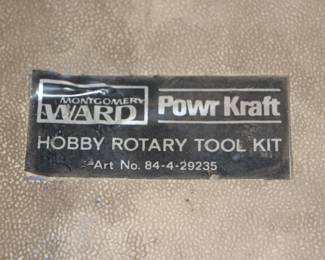 MONTGOMERY
WARD
Powr Kraft
HOBBY ROTARY TOOL KIT
Art No. 84-4-29235